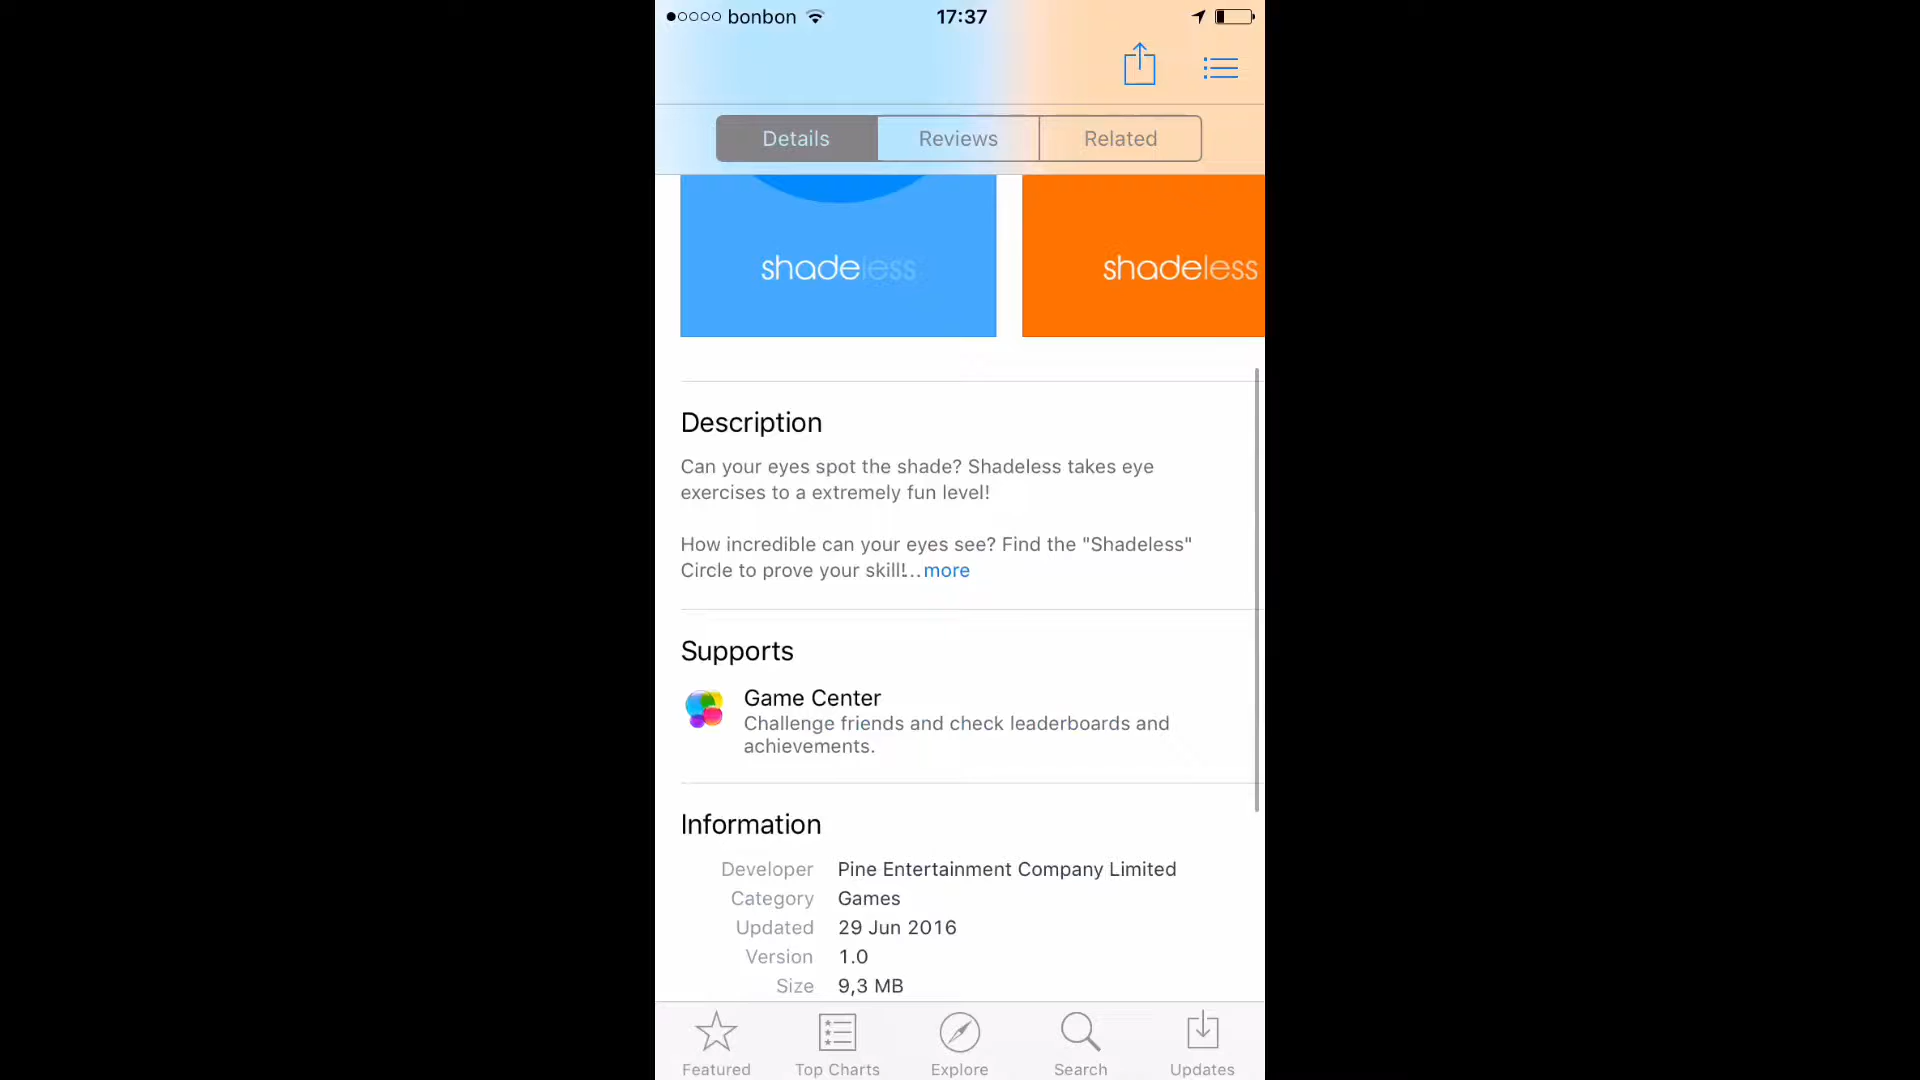 bonbon 17:37
Details Reviews Related
shadeless shadeless
Description
Can your eyes spot the shade? Shadeless takes eye
exercises to a extremely fun level!
How incredible can your eyes see? Find the "Shadeless"
Circle to prove your skill!... more
Supports
Game Center
Challenge friends and check leaderboards and
achievements.
Information
Developer Pine Entertainment Company Limited
Category Games
Updated 29 Jun 2016
Version 1.0
Size 9,3 MB
Featured Top Charts Explore Search Updates